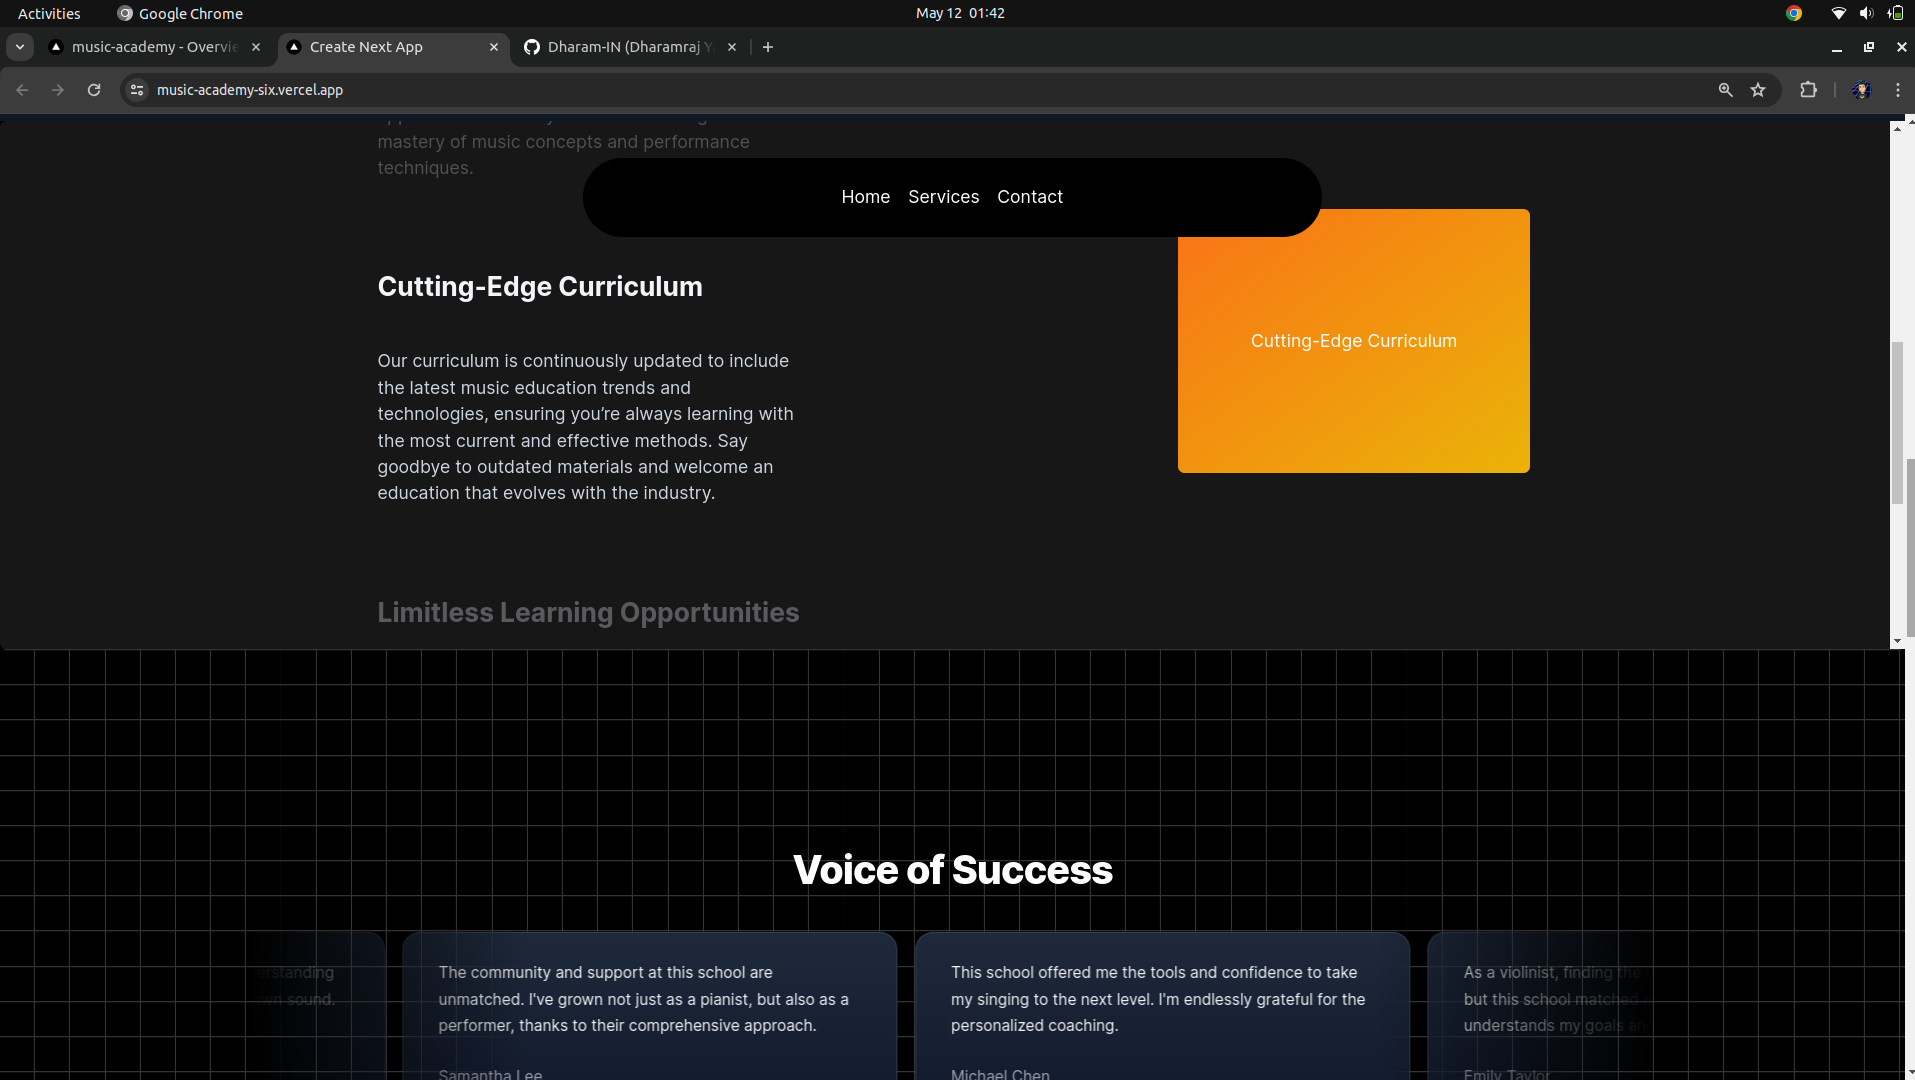 Activities
Google Chrome
May 12 01:42
music-academy - Overvie
Create Next App
Dharam-IN (Dharamraj Y
music-academy-six.vercel.app
mastery of music concepts and performance
techniques.
Home Services Contact
Cutting-Edge Curriculum
Our curriculum is continuously updated to include
the latest music education trends and
technologies, ensuring you’re always learning with
the most current and effective methods. Say
goodbye to outdated materials and welcome an
education that evolves with the industry.
Cutting-Edge Curriculum
Limitless Learning Opportunities
Voice of Success
erstanding
wn sound.
The community and support at this school are
unmatched. I've grown not just as a pianist, but also as a
performer, thanks to their comprehensive approach.
Samantha Lee
This school offered me the tools and confidence to take
my singing to the next level. I'm endlessly grateful for the
personalized coaching.
Michael Chen
As a violinist, finding the
but this school matched
understands my goals an
Emily Taylor